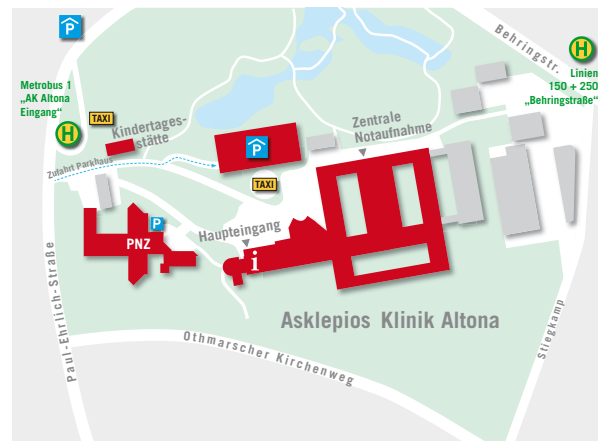 P
Behringstr.
H
Linien
150 + 250
„Behringstraße“
Metrobus 1
„AK Altona
Eingang“
H
TAXI
Kindertages-
stätte
Zentrale
Notaufnahme
P
Zufahrt Parkhaus
TAXI
P
PNZ
Haupteingang
i
Asklepios Klinik Altona
Paul-Ehrlich-Straße
Othmarscher Kirchenweg
Stiegkamp